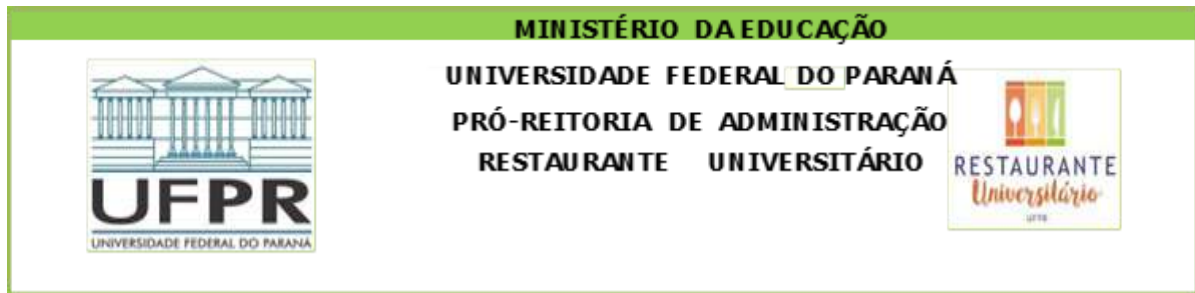 MINISTÉRIO DA EDUCAÇÃO
UNIVERSIDADE FEDERAL DO PARANÁ
PRÓ-REITORIA DE ADMINISTRAÇÃO
RESTAURANTE UNIVERSITÁRIO
UFPR
UNIVERSIDADE FEDERAL DO PARANÁ
RESTAURANTE
Universitário
UFPR